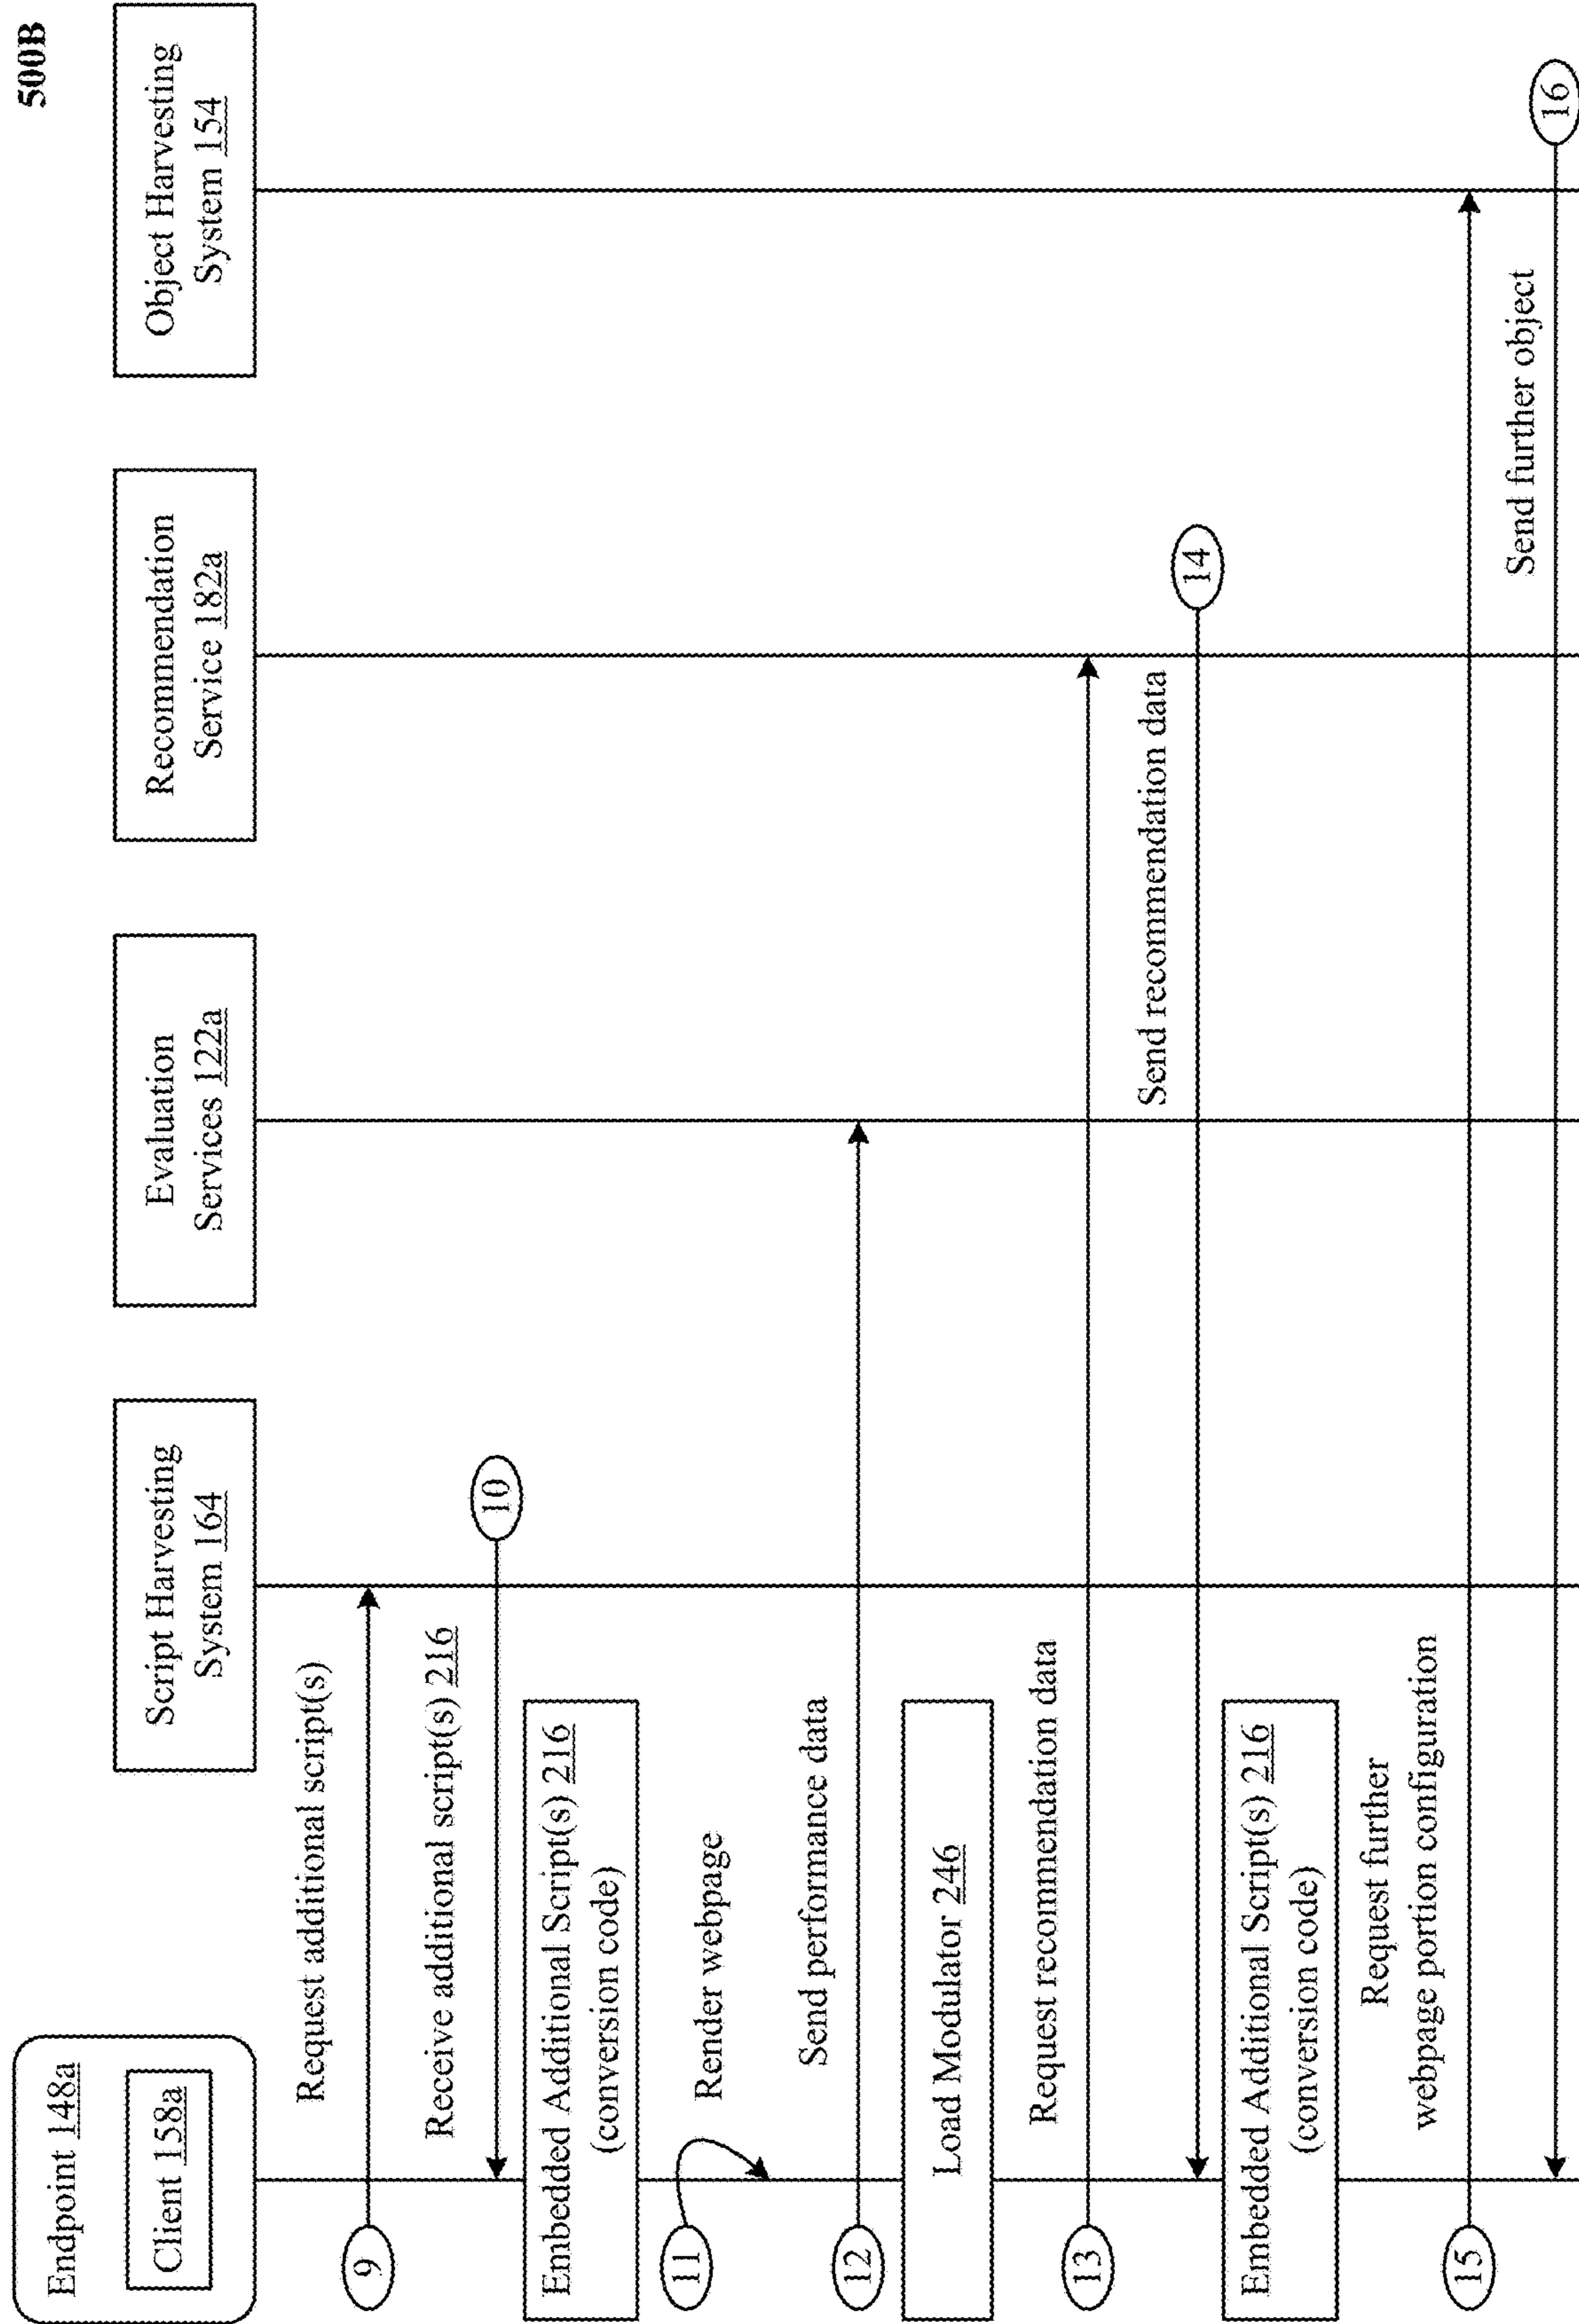 500B
Endpoint 148a
Client 158a
Script Harvesting
System 164
Evaluation
Services 122a
Recommendation
Service 182a
Object Harvesting
System 154
9
Request additional script(s)
Receive additional script(s) 216
10
Embedded Additional Script(s) 216
(conversion code)
11
Render webpage
12
Send performance data
Load Modulator 246
13
Request recommendation data
Send recommendation data
14
Embedded Additional Script(s) 216
(conversion code)
15
Request further
webpage portion configuration
Send further object
16